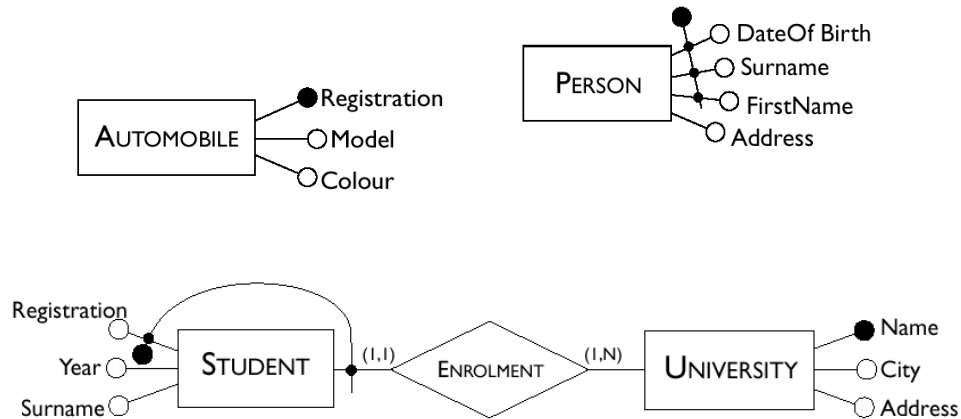 DateOf Birth
PERSON
Surname
FirstName
Address
AUTOMOBILE
Registration
Model
Colour
Registration
Year
Surname
STUDENT
(1,1)
ENROLMENT
(1,N)
UNIVERSITY
Name
City
Address